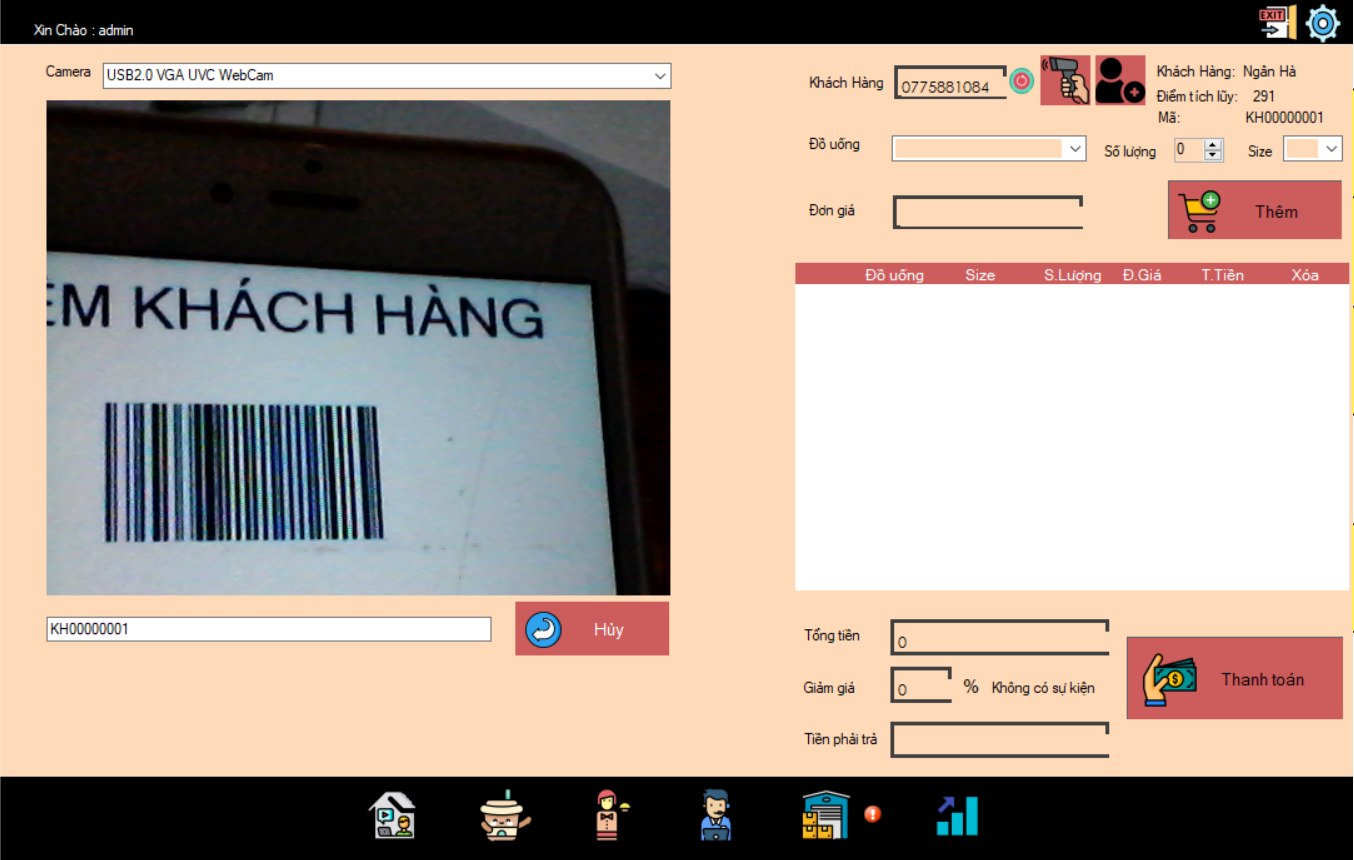 Xin Chào : admin
EXIT
Camera
USB2.0 VGA UVC WebCam
KHÁCH HÀNG
KH00000001
Hủy
Khách Hàng
0775881084
Khách Hàng: Ngân Hà
Điểm tích lũy: 291
Mã: KH00000001
Đồ uống
Số lượng
0
Size
Đơn giá
Thêm
Đồ uống Size S.Lượng Đ.Giá T.Tiền Xóa
Tổng tiền
0
Giảm giá
0
% Không có sự kiện
Tiền phải trả
Thanh toán